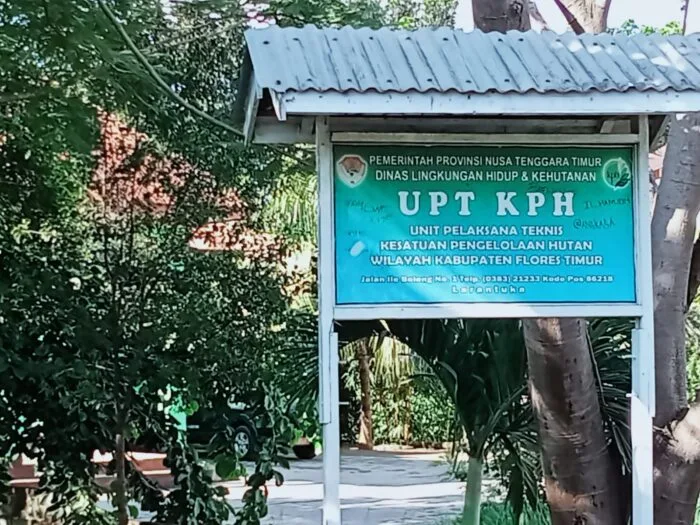 PEMERINTAH PROVINSI NUSA TENGGARA TIMUR
DINAS LINGKUNGAN HIDUP & KEHUTANAN
UPT KPH
UNIT PELAKSANA TEKNIS
KESATUAN PENGELOLAAN HUTAN
WILAYAH KABUPATEN FLORES TIMUR
Jalan Ile Boleng No. 1 Telp. (0383) 21233 Kode Pos 86218
Larantuka